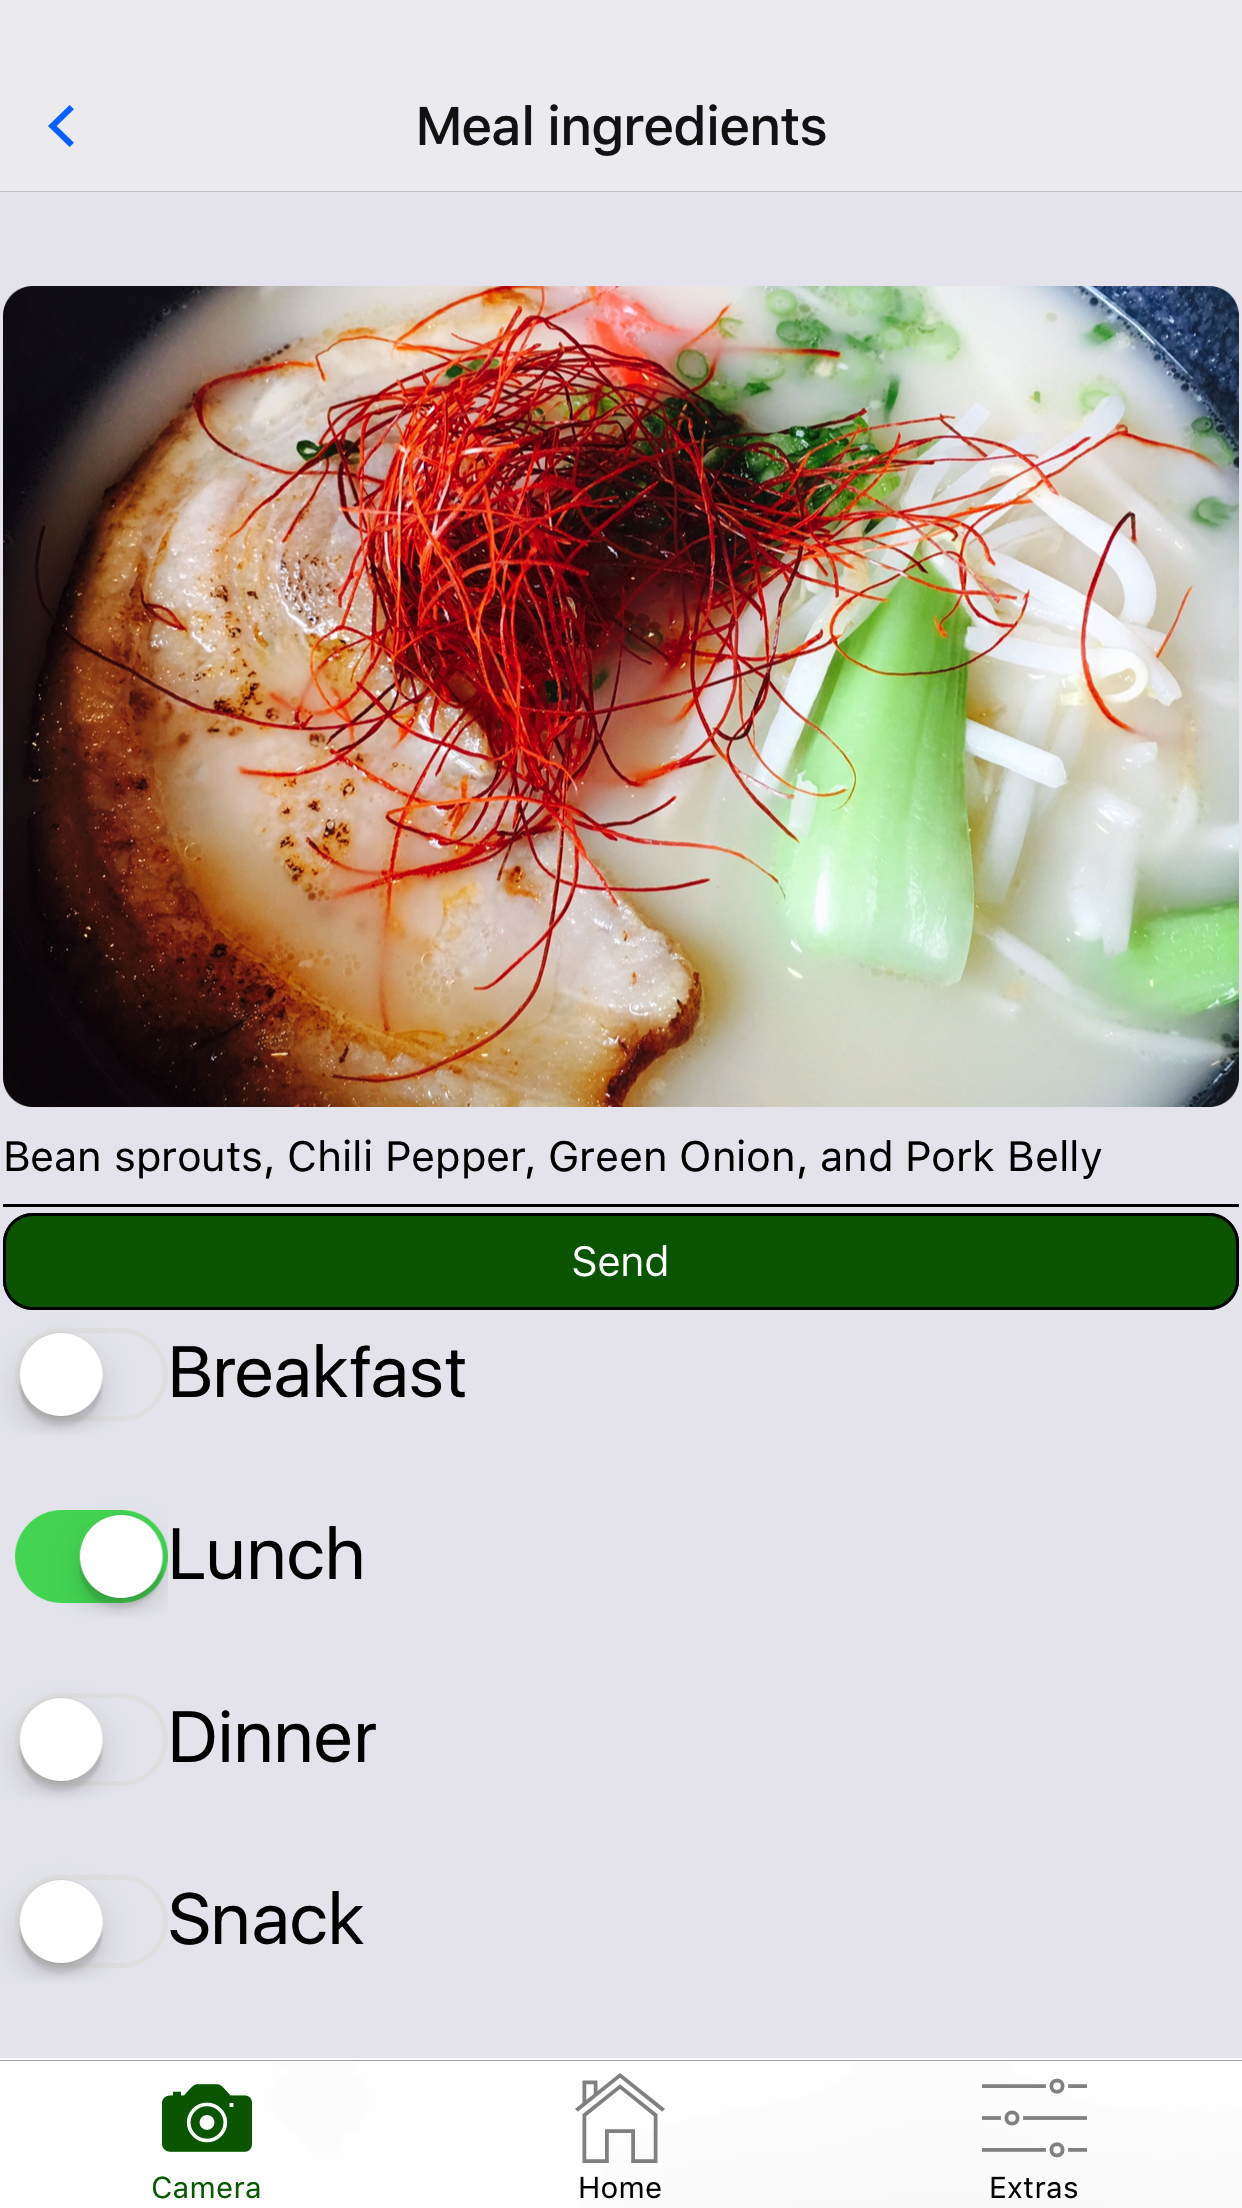 Meal ingredients
Bean sprouts, Chili Pepper, Green Onion, and Pork Belly
Send
Breakfast
Lunch
Dinner
Snack
Camera
Home
Extras